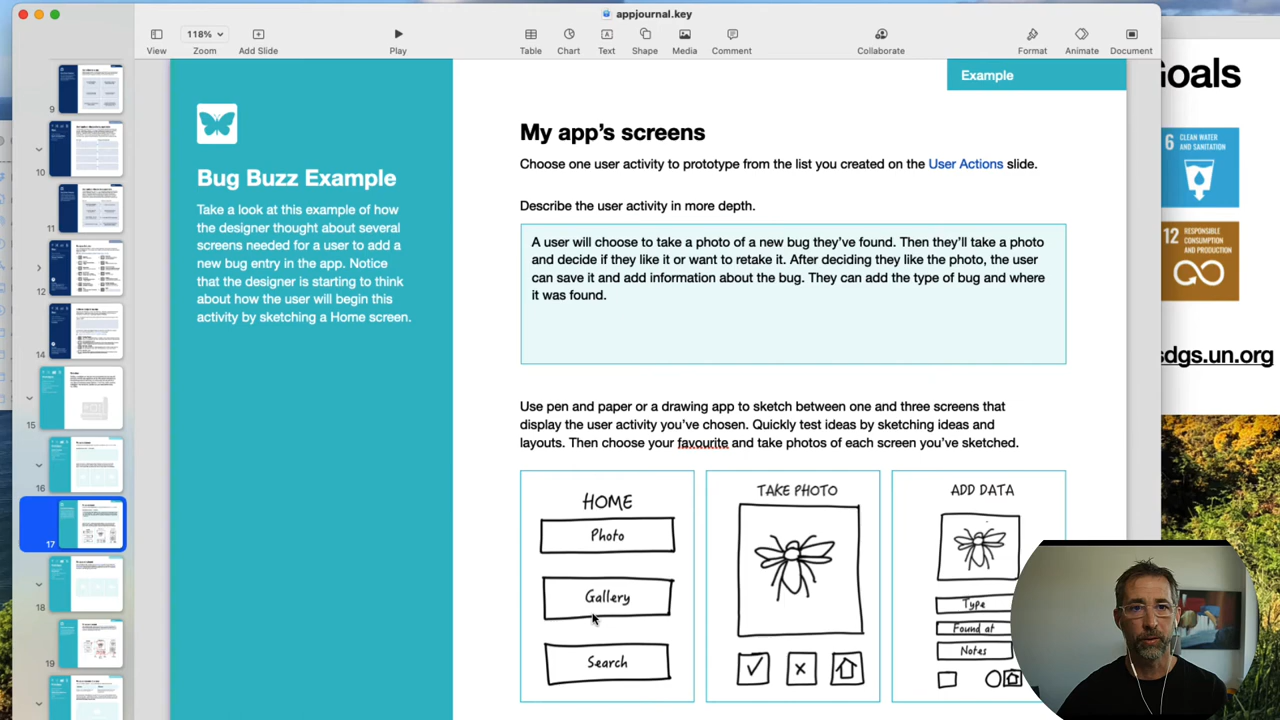 appjournal.key
118%
View
Zoom
Add Slide
Play
Table
Chart
Text
Shape
Media
Comment
Collaborate
Format
Animate
Document
9
10
11
12
14
15
16
17
18
19
Bug Buzz Example
Take a look at this example of how
the designer thought about several
screens needed for a user to add a
new bug entry in the app. Notice
that the designer is starting to think
about how the user will begin this
activity by sketching a Home screen.
Example
My app's screens
Choose one user activity to prototype from the list you created on the User Actions slide.
Describe the user activity in more depth.
A user will choose to take a photo of a new bug they've found. Then they'll take a photo
and decide if they like it or want to retake it. After deciding they like the photo, the user
can save it and add information about the bug. They can add the type of bug and where
it was found.
Use pen and paper or a drawing app to sketch between one and three screens that
display the user activity you've chosen. Quickly test ideas by sketching ideas and
layouts. Then choose your favourite and take photos of each screen you've sketched.
HOME
Photo
Gallery
Search
TAKE PHOTO
ADD DATA
Type
Found at
Notes
Goals
6 CLEAN WATER
AND SANITATION
12 RESPONSIBLE
CONSUMPTION
AND PRODUCTION
sdgs.un.org